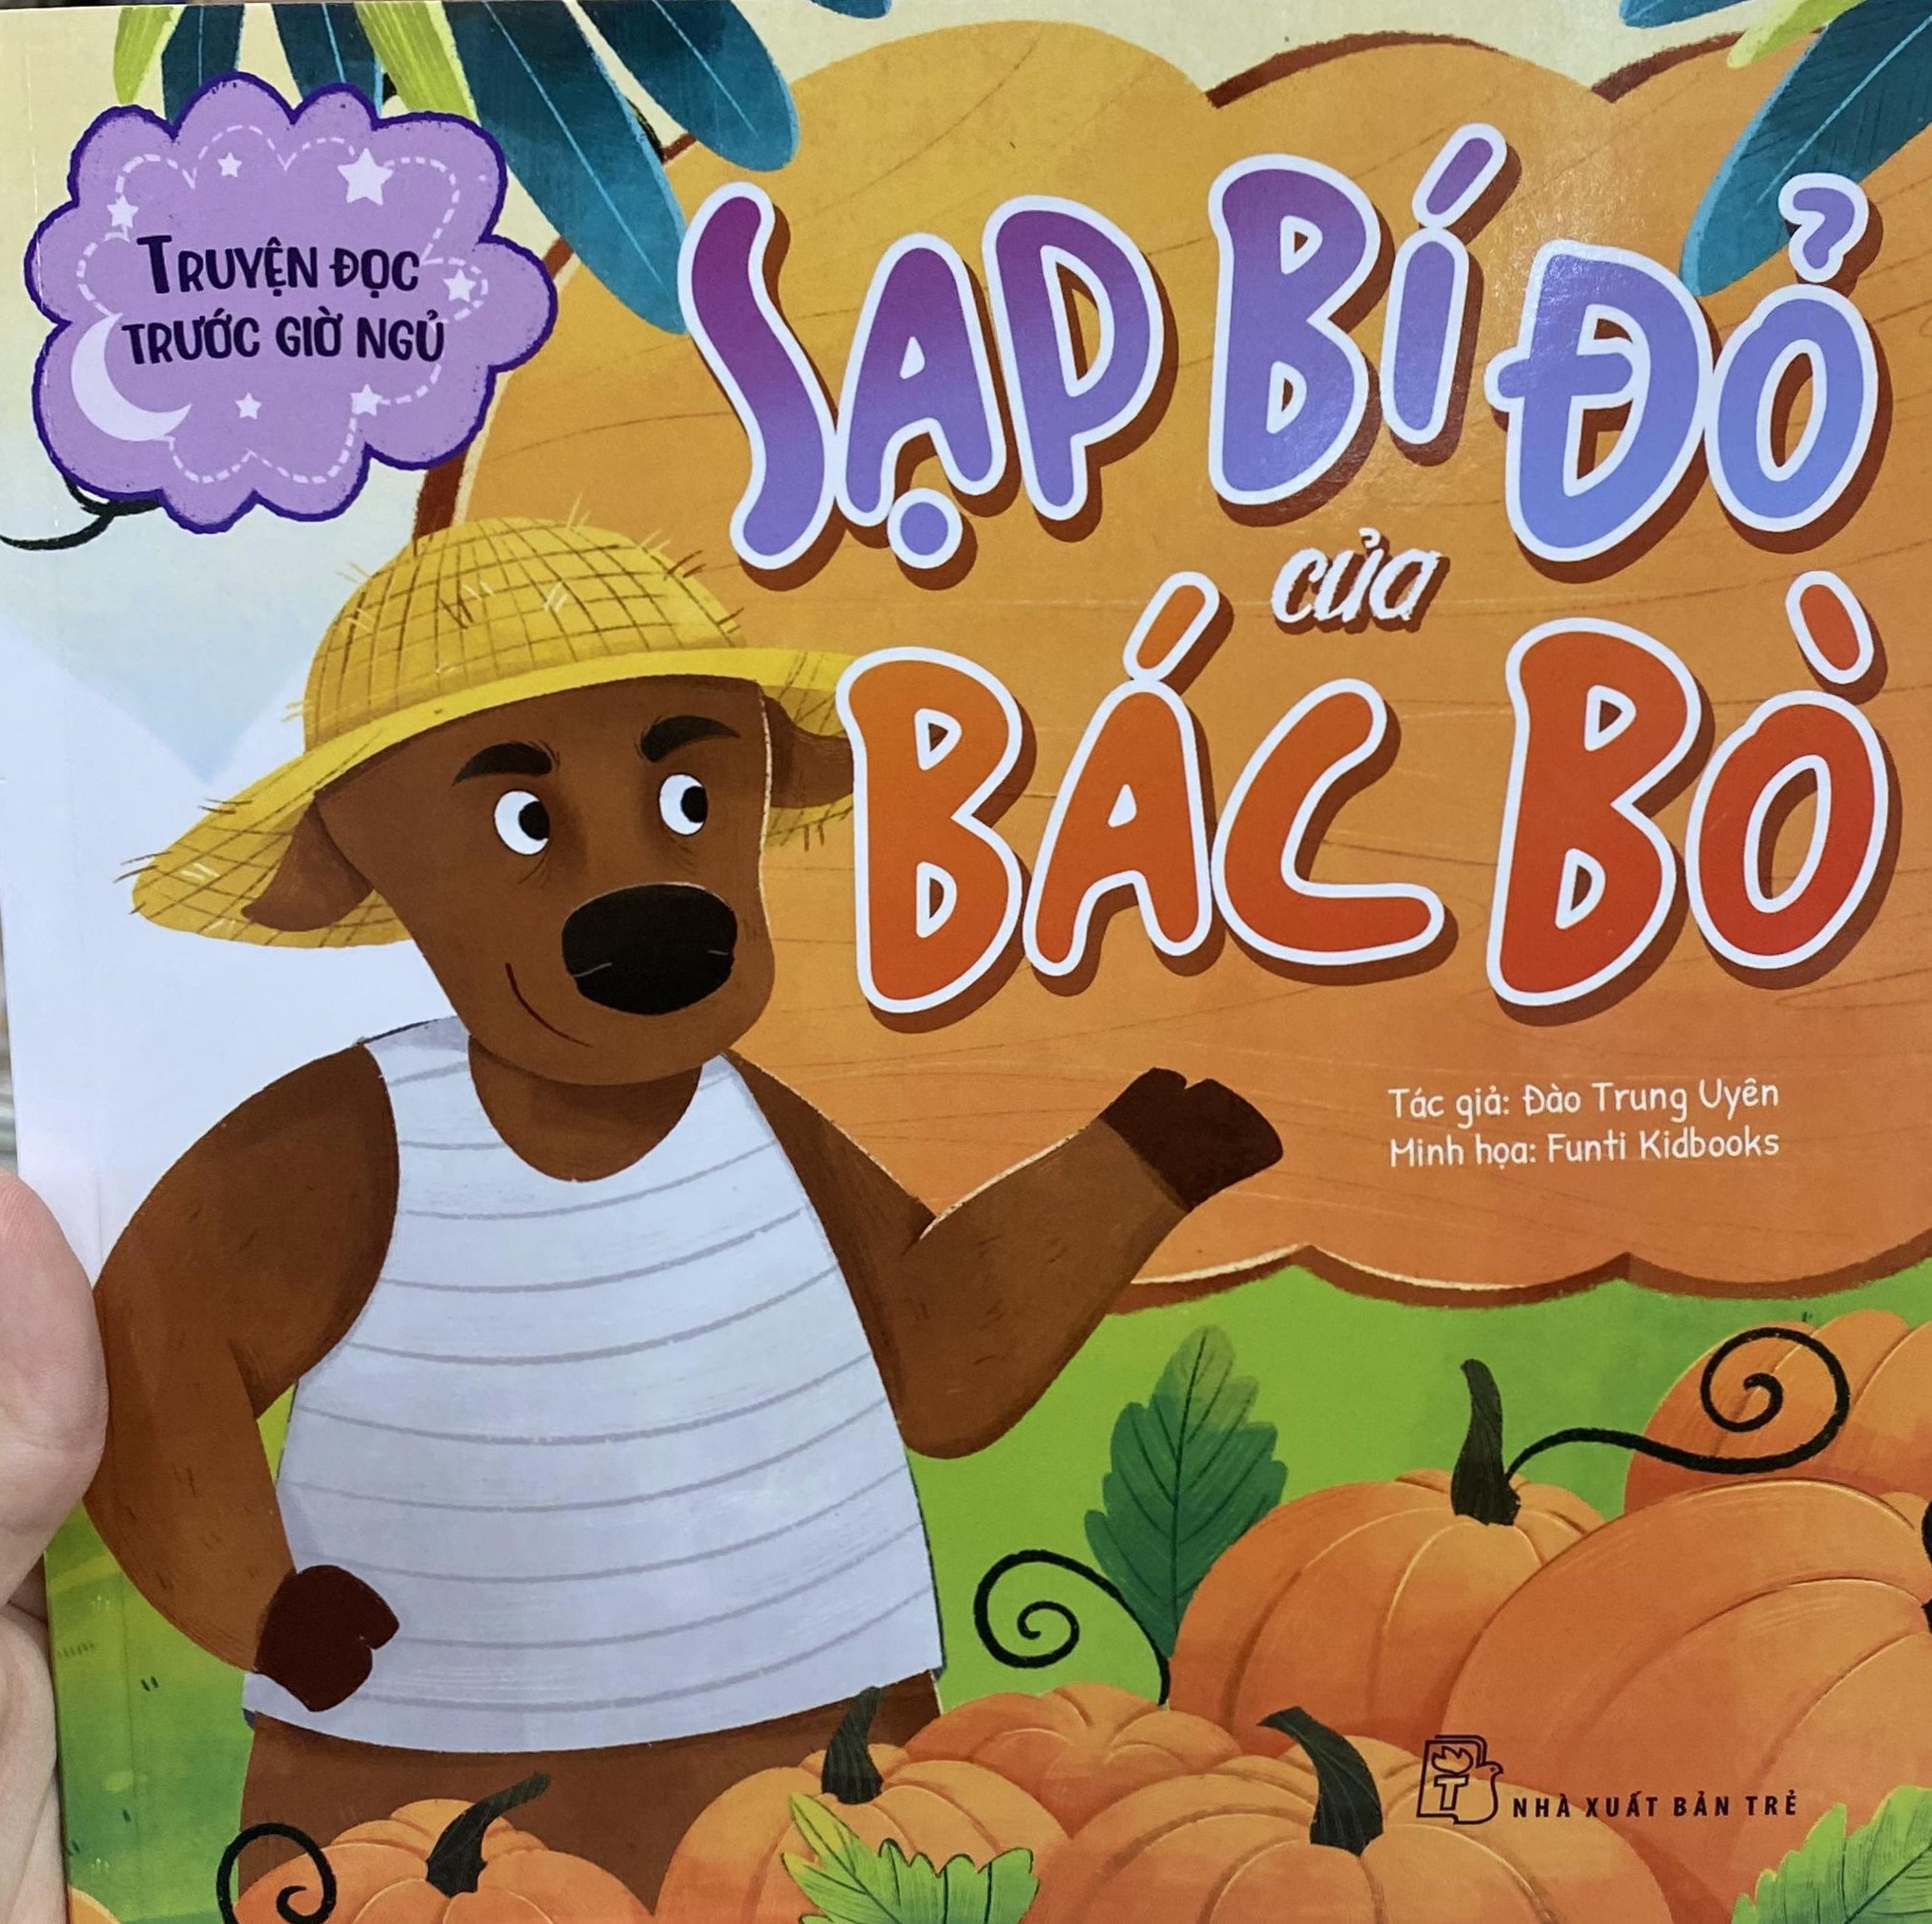 TRUYỆN ĐỌC
TRƯỚC GIỜ NGỦ
SẠP BÍ ĐỎ
của
BÁC BÒ
Tác giả: Đào Trung Uyên
Minh họa: Funti Kidbooks
NHÀ XUẤT BẢN TRẺ